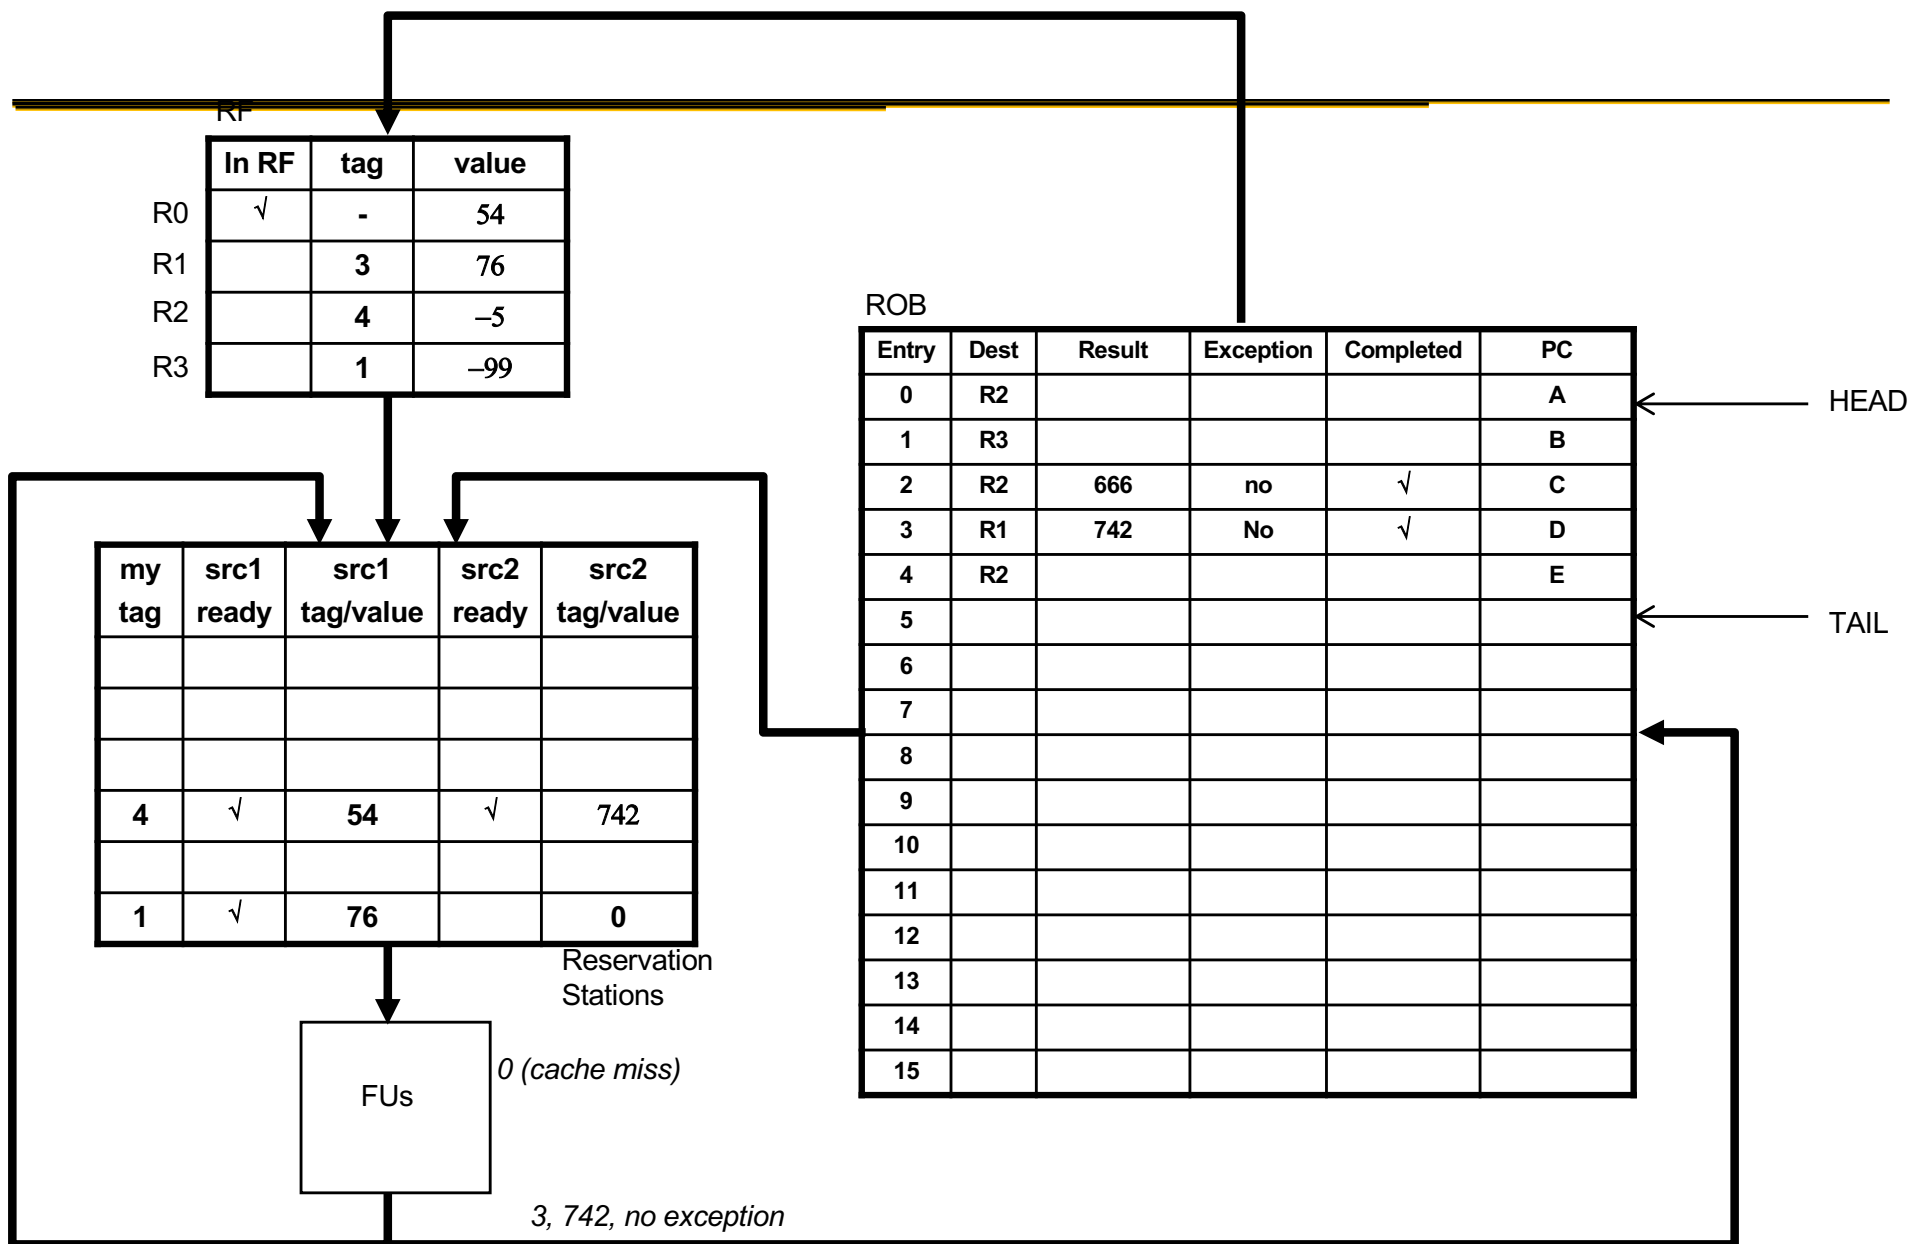 RF
In RF tag value
R0 √ - 54
R1 3 76
R2 4 –5
R3 1 –99
ROB
Entry Dest Result Exception Completed PC
0 R2 A
1 R3 B
2 R2 666 no √ C
3 R1 742 No √ D
4 R2 E
5
6
7
8
9
10
11
12
13
14
15
HEAD
TAIL
my tag src1 ready src1 tag/value src2 ready src2 tag/value
4 √ 54 √ 742
1 √ 76 0
Reservation
Stations
FUs
0 (cache miss)
3, 742, no exception